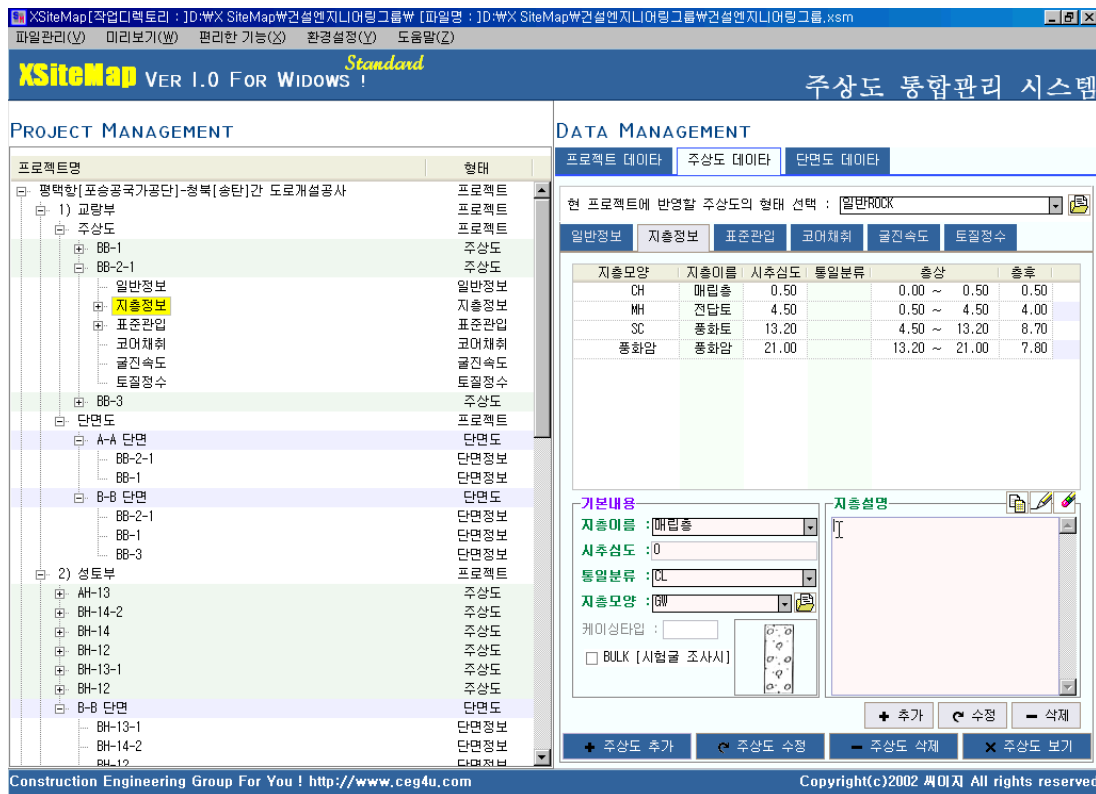 XSiteMap[작업디렉토리 : ]D:₩X SiteMap₩건설엔지니어링그룹₩ [파일명 : ]D:₩X SiteMap₩건설엔지니어링그룹₩건설엔지니어링그룹.xsm
파일관리(V) 미리보기(W) 편리한 기능(X) 환경설정(Y) 도움말(Z)
XSiteMap VER 1.0 FOR WIDOWS ! Standard
주상도 통합관리 시스템
PROJECT MANAGEMENT
프로젝트명 형태
평택항[포승공국가공단]-청북[송탄]간 도로개설공사 프로젝트
1) 교량부 프로젝트
주상도 프로젝트
BB-1 주상도
BB-2-1 주상도
일반정보 일반정보
지층정보 지층정보
표준관입 표준관입
코어채취 코어채취
굴진속도 굴진속도
토질정수 토질정수
BB-3 주상도
단면도 프로젝트
A-A 단면 단면도
BB-2-1 단면정보
BB-1 단면정보
B-B 단면 단면도
BB-2-1 단면정보
BB-1 단면정보
BB-3 단면정보
2) 성토부 프로젝트
AH-13 주상도
BH-14-2 주상도
BH-14 주상도
BH-12 주상도
BH-13-1 주상도
BH-12 주상도
B-B 단면 단면도
BH-13-1 단면정보
BH-14-2 단면정보
BH-12 단면정보
DATA MANAGEMENT
프로젝트 데이타 주상도 데이타 단면도 데이타
현 프로젝트에 반영할 주상도의 형태 선택 : 일반ROCK
일반정보 지층정보 표준관입 코어채취 굴진속도 토질정수
지층모양 지층이름 시추심도 통일분류 층상 층후
CH 매립층 0.50 0.00 ~ 0.50 0.50
MH 전답토 4.50 0.50 ~ 4.50 4.00
SC 풍화토 13.20 4.50 ~ 13.20 8.70
풍화암 풍화암 21.00 13.20 ~ 21.00 7.80
기본내용
지층이름 : 매립층
시추심도 : 0
통일분류 : CL
지층모양 : GW
케이싱타입 :
BULK [시험굴 조사시]
지층설명
추가 수정 삭제
주상도 추가 주상도 수정 주상도 삭제 주상도 보기
Construction Engineering Group For You ! http://www.ceg4u.com
Copyright(c)2002 씨이지 All rights reserved